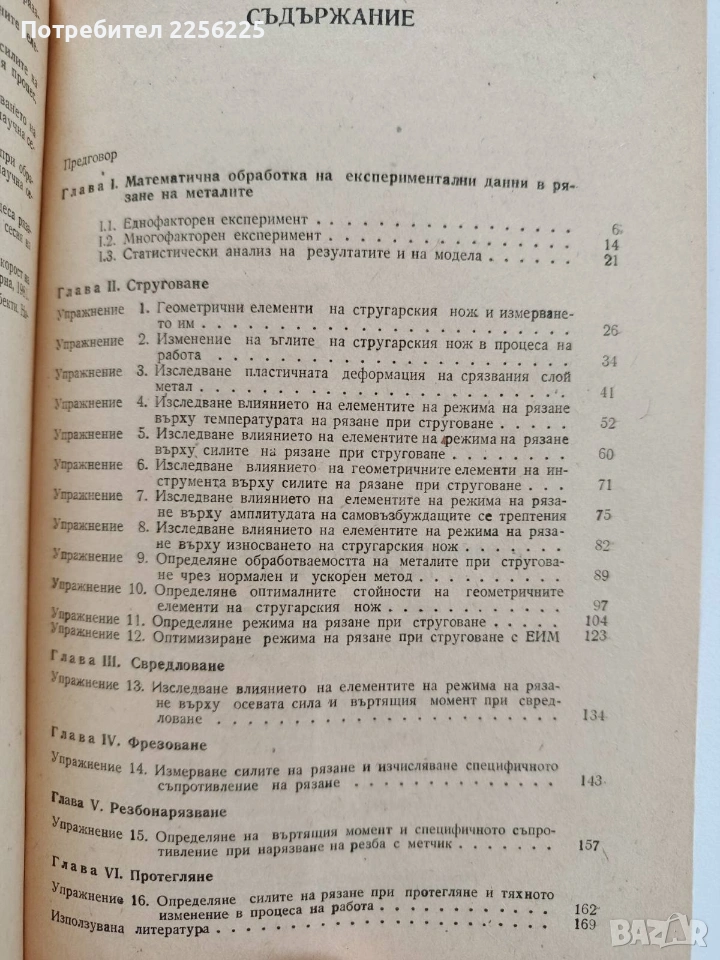 Потребител 2256225
СЪДЪРЖАНИЕ
Предговор
Глава I. Математична обработка на експериментални данни в ря-
зане на металите
1.1. Еднофакторен експеримент 6
1.2. Многофакторен експеримент 14
1.3. Статистически анализ на резултатите и на модела 21
Глава II. Струговане
Упражнение 1. Геометрични елементи на стругарския нож и измерване-
то им 26
Упражнение 2. Изменение на ъглите на стругарския нож в процеса на
работа 34
Упражнение 3. Изследване пластичната деформация на срязвания слой
метал 41
Упражнение 4. Изследване влиянието на елементите на режима на рязане
върху температурата на рязане при струговане 52
Упражнение 5. Изследване влиянието на елементите на режима на рязане
върху силите на рязане при струговане 60
Упражнение 6. Изследване влиянието на геометричните елементи на ин-
струмента върху силите на рязане при струговане 71
Упражнение 7. Изследване влиянието на елементите на режима на ряза-
не върху амплитудата на самовъзбуждащите се трептения 75
Упражнение 8. Изследване влиянието на елементите на режима на ряза-
не върху износването на стругарския нож 82
Упражнение 9. Определяне обработваемостта на металите при стругова-
не чрез нормален и ускорен метод 89
Упражнение 10. Определяне оптималните стойности на геометричните
елементи на стругарския нож 97
Упражнение 11. Определяне режима на рязане при струговане 104
Упражнение 12. Оптимизиране режима на рязане при струговане с ЕИМ 123
Глава III. Свредловане
Упражнение 13. Изследване влиянието на елементите на режима на ряза-
не върху осевата сила и въртящия момент при свред-
ловане 134
Глава IV. Фрезоване
Упражнение 14. Измерване силите на рязане и изчисляване специфичното
съпротивление на рязане 143
Глава V. Резбонарязване
Упражнение 15. Определяне на въртящия момент и специфичното съпро-
тивление при нарязване на резба с метчик 157
Глава VI. Протегляне
Упражнение 16. Определяне силите на рязане при протегляне и тяхното
изменение в процеса на работа 162
Използувана литература 169
BAZAR